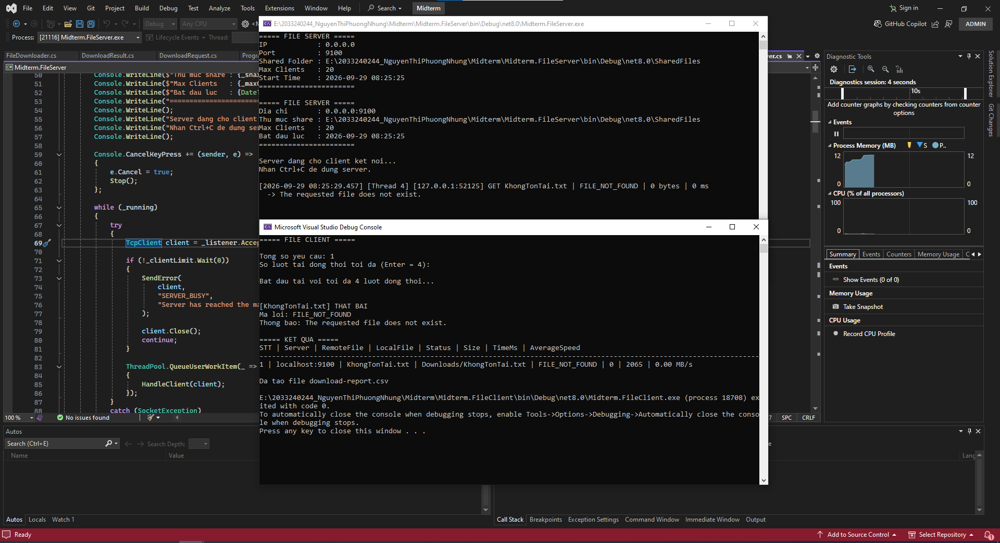 File Edit View Git Project Build Debug Test Analyze Tools Extensions Window Help Search Midterm Sign in
Debug Any CPU GitHub Copilot ADMIN
Process: [21116] Midterm.FileServer.exe Lifecycle Events Thread:
FileDownloader.cs DownloadResult.cs DownloadRequest.cs
C# Midterm.FileServer
50 Console.WriteLine($"Thu muc share : {_sha
51 Console.WriteLine($"Max Clients   : {_maxC
52 Console.WriteLine($"Bat dau luc   : {DateT
53 Console.WriteLine("=======================
54 Console.WriteLine();
55 Console.WriteLine("Server dang cho client
56 Console.WriteLine("Nhan Ctrl+C de dung ser
57 Console.WriteLine();
58
59 Console.CancelKeyPress += (sender, e) =>
60 {
61 e.Cancel = true;
62 Stop();
63 };
64
65 while (_running)
66 {
67 try
68 {
69 TcpClient client = _listener.Accep
70
71 if (!_clientLimit.Wait(0))
72 {
73 SendError(
74 client,
75 "SERVER_BUSY",
76 "Server has reached the ma
77 );
78
79 client.Close();
80 continue;
81 }
82
83 ThreadPool.QueueUserWorkItem(_ =>
84 {
85 HandleClient(client);
86 });
87 }
88 catch (SocketException)
100 % No issues found
SPC CRLF
E:\2033240244_NguyenThiPhuongNhung\Midterm\Midterm.FileServer\bin\Debug\net8.0\Midterm.FileServer.exe
===== FILE SERVER =====
IP            : 0.0.0.0
Port          : 9100
Shared Folder : E:\2033240244_NguyenThiPhuongNhung\Midterm\Midterm.FileServer\bin\Debug\net8.0\SharedFiles
Max Clients   : 20
Start Time    : 2026-09-29 08:25:25
=======================
===== FILE SERVER =====
Dia chi       : 0.0.0.0:9100
Thu muc share : E:\2033240244_NguyenThiPhuongNhung\Midterm\Midterm.FileServer\bin\Debug\net8.0\SharedFiles
Max Clients   : 20
Bat dau luc   : 2026-09-29 08:25:25
=======================
Server dang cho client ket noi...
Nhan Ctrl+C de dung server.
[2026-09-29 08:25:29.457] [Thread 4] [127.0.0.1:52125] GET KhongTonTai.txt | FILE_NOT_FOUND | 0 bytes | 0 ms
-> The requested file does not exist.
Microsoft Visual Studio Debug Console
===== FILE CLIENT =====
Tong so yeu cau: 1
So luot tai dong thoi toi da (Enter = 4):
Bat dau tai voi toi da 4 luot dong thoi...
[KhongTonTai.txt] THAT BAI
Ma loi: FILE_NOT_FOUND
Thong bao: The requested file does not exist.
===== KET QUA =====
STT | Server | RemoteFile | LocalFile | Status | Size | TimeMs | AverageSpeed
------------------------------------------------------------------------------------------------------------------------
1 | localhost:9100 | KhongTonTai.txt | Downloads/KhongTonTai.txt | FILE_NOT_FOUND | 0 | 2065 | 0.00 MB/s
Da tao file download-report.csv
E:\2033240244_NguyenThiPhuongNhung\Midterm\Midterm.FileClient\bin\Debug\net8.0\Midterm.FileClient.exe (process 18708) ex
ited with code 0.
To automatically close the console when debugging stops, enable Tools->Options->Debugging->Automatically close the conso
le when debugging stops.
Press any key to close this window . . .
Diagnostic Tools
Diagnostics session: 4 seconds
10s
Add counter graphs by checking counters from counter
options
Events
Process Memory (MB) S P..
12 12
0 0
CPU (% of all processors)
100 100
0 0
Summary Events Counters Memory Usage C
Events
Show Events (0 of 0)
Memory Usage
Take Snapshot
CPU Usage
Record CPU Profile
Solution Explorer
Git Changes
Autos
Search (Ctrl+E) Search Depth:
Name Value
Lang
Autos Locals Watch 1
Call Stack Breakpoints Exception Settings Command Window Immediate Window Output
Ready Add to Source Control Select Repository 1